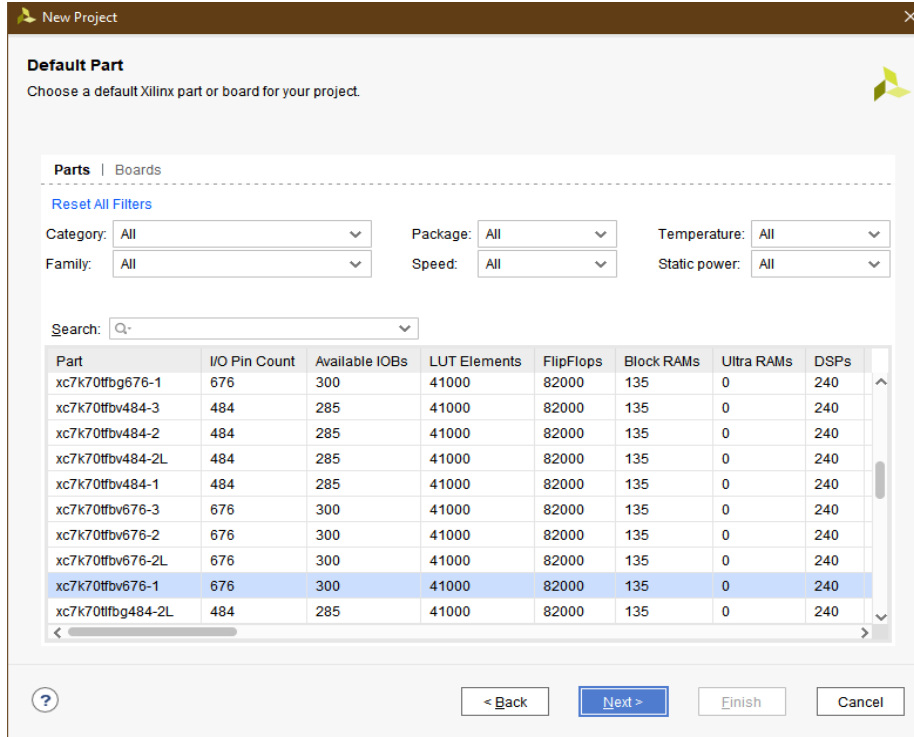 New Project
Default Part
Choose a default Xilinx part or board for your project.
Parts | Boards
Reset All Filters
Category: All Package: All Temperature: All
Family: All Speed: All Static power: All
Search:
Part I/O Pin Count Available IOBs LUT Elements FlipFlops Block RAMs Ultra RAMs DSPs
xc7k70tfbg676-1 676 300 41000 82000 135 0 240
xc7k70tfbv484-3 484 285 41000 82000 135 0 240
xc7k70tfbv484-2 484 285 41000 82000 135 0 240
xc7k70tfbv484-2L 484 285 41000 82000 135 0 240
xc7k70tfbv484-1 484 285 41000 82000 135 0 240
xc7k70tfbv676-3 676 300 41000 82000 135 0 240
xc7k70tfbv676-2 676 300 41000 82000 135 0 240
xc7k70tfbv676-2L 676 300 41000 82000 135 0 240
xc7k70tfbv676-1 676 300 41000 82000 135 0 240
xc7k70tlfbg484-2L 484 285 41000 82000 135 0 240
? < Back Next > Finish Cancel